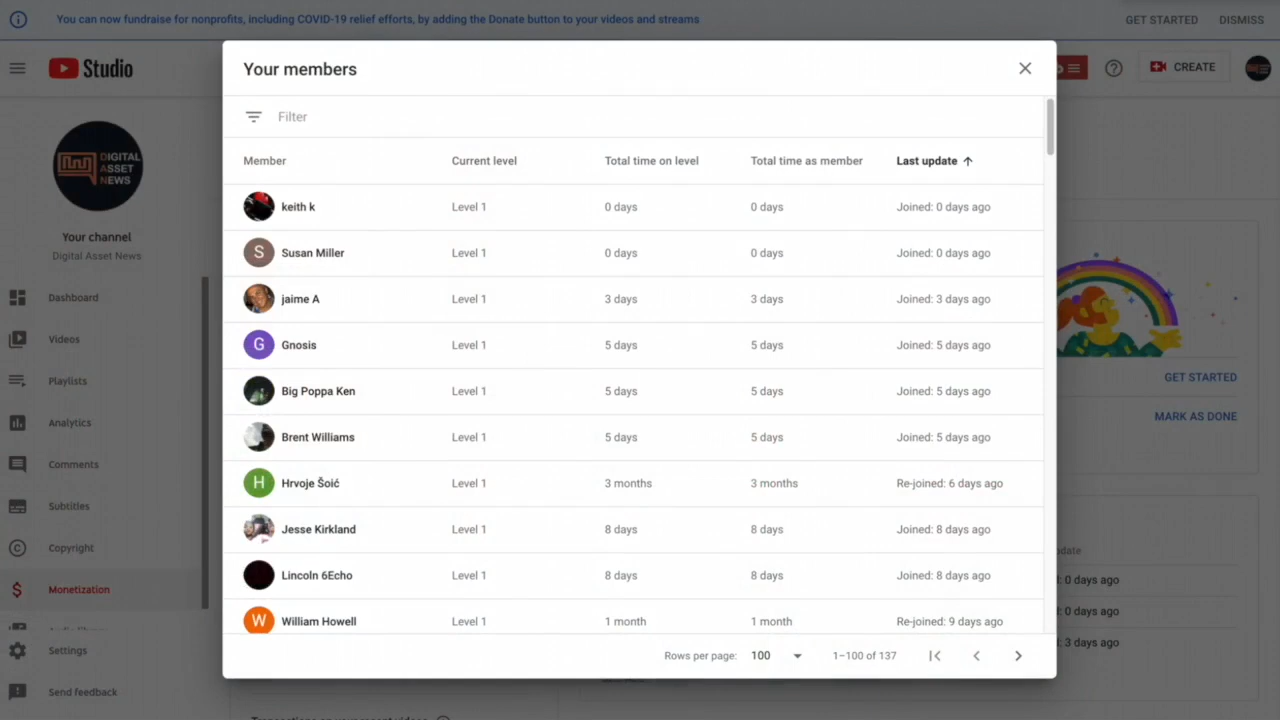 You can now fundraise for nonprofits, including COVID-19 relief efforts, by adding the Donate button to your videos and streams
GET STARTED DISMISS
Studio
CREATE
Your members
Filter
Member Current level Total time on level Total time as member Last update
keith k Level 1 0 days 0 days Joined: 0 days ago
S Susan Miller Level 1 0 days 0 days Joined: 0 days ago
jaime A Level 1 3 days 3 days Joined: 3 days ago
G Gnosis Level 1 5 days 5 days Joined: 5 days ago
Big Poppa Ken Level 1 5 days 5 days Joined: 5 days ago
Brent Williams Level 1 5 days 5 days Joined: 5 days ago
H Hrvoje Šoić Level 1 3 months 3 months Re-joined: 6 days ago
Jesse Kirkland Level 1 8 days 8 days Joined: 8 days ago
Lincoln 6Echo Level 1 8 days 8 days Joined: 8 days ago
W William Howell Level 1 1 month 1 month Re-joined: 9 days ago
Rows per page: 100 1–100 of 137
DIGITAL
ASSET
NEWS
Your channel
Digital Asset News
Dashboard
Videos
Playlists
Analytics
Comments
Subtitles
Copyright
Monetization
Settings
Send feedback
GET STARTED
MARK AS DONE
0 days ago
0 days ago
3 days ago